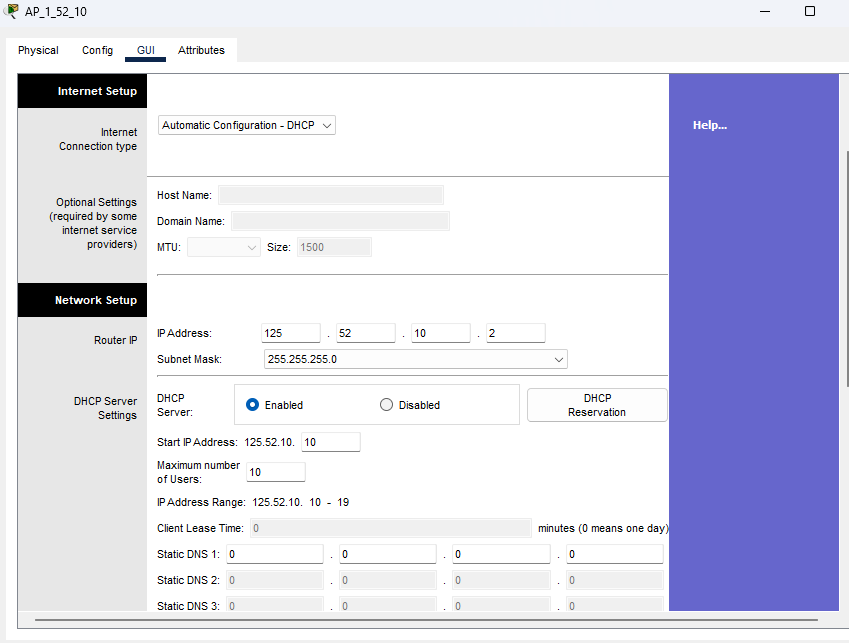 AP_1_52_10
Physical Config GUI Attributes
Internet Setup
Internet
Connection type
Automatic Configuration - DHCP
Help...
Optional Settings
(required by some
internet service
providers)
Host Name:
Domain Name:
MTU: Size: 1500
Network Setup
Router IP
IP Address: 125 . 52 . 10 . 2
Subnet Mask: 255.255.255.0
DHCP Server
Settings
DHCP
Server:
Enabled Disabled
DHCP
Reservation
Start IP Address: 125.52.10. 10
Maximum number
of Users: 10
IP Address Range: 125.52.10. 10 - 19
Client Lease Time: 0 minutes (0 means one day)
Static DNS 1: 0 . 0 . 0 . 0
Static DNS 2: 0 . 0 . 0 . 0
Static DNS 3: 0 . 0 . 0 . 0